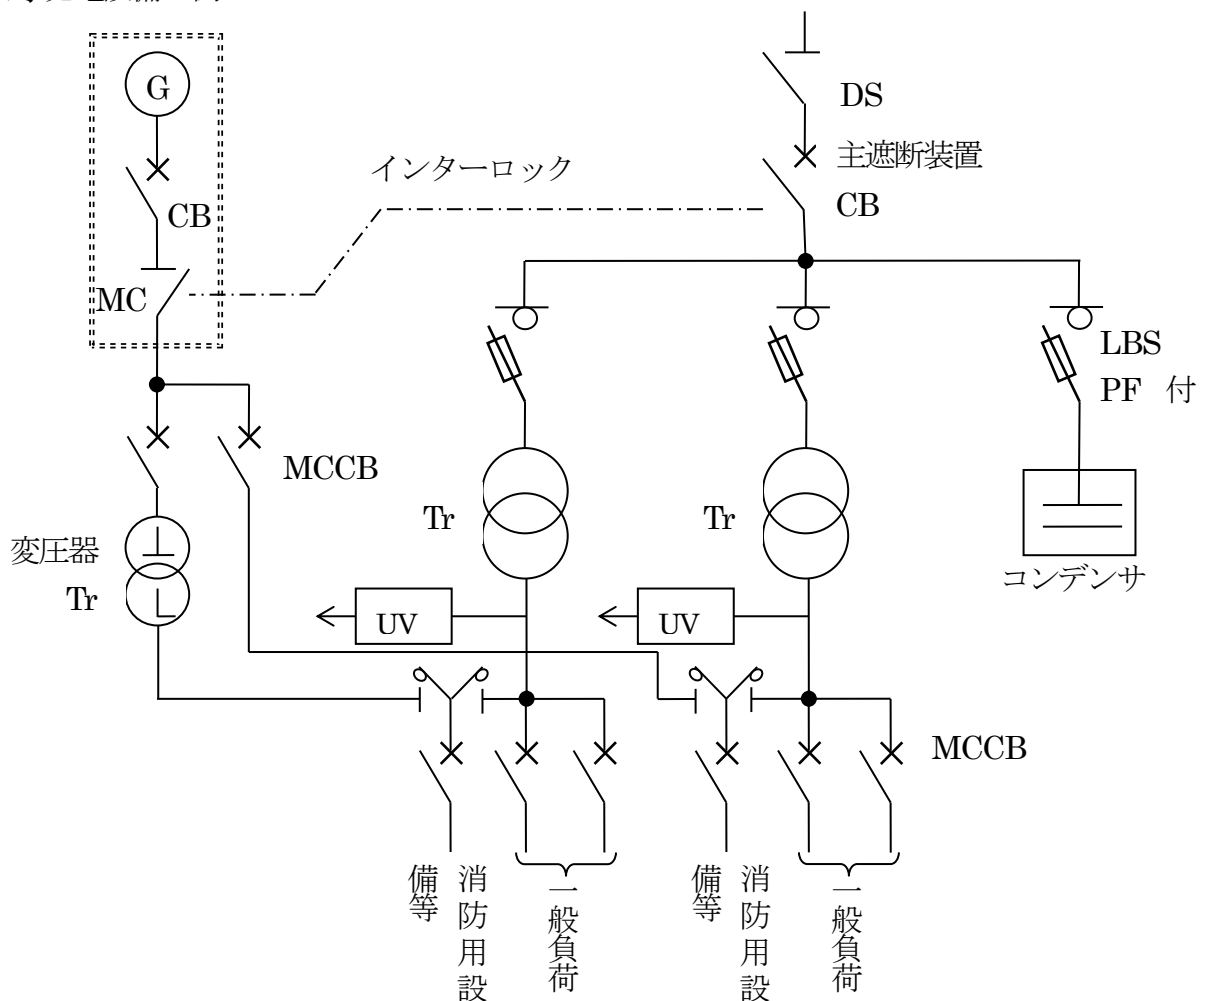 G
DS
主遮断装置
インターロック
CB
CB
MC
LBS
PF 付
MCCB
Tr
Tr
変圧器
Tr
コンデンサ
UV
UV
MCCB
消防用設
備等
一般負荷
消防用設
備等
一般負荷